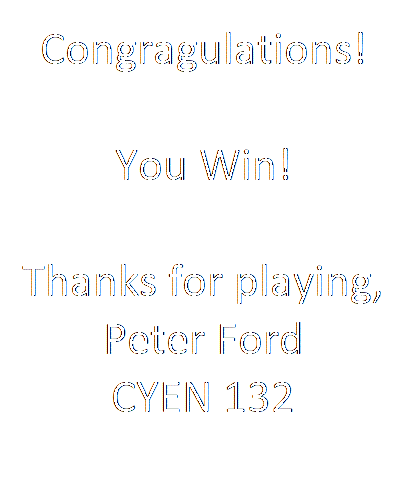 Congragulations!
You Win!
Thanks for playing,
Peter Ford
CYEN 132